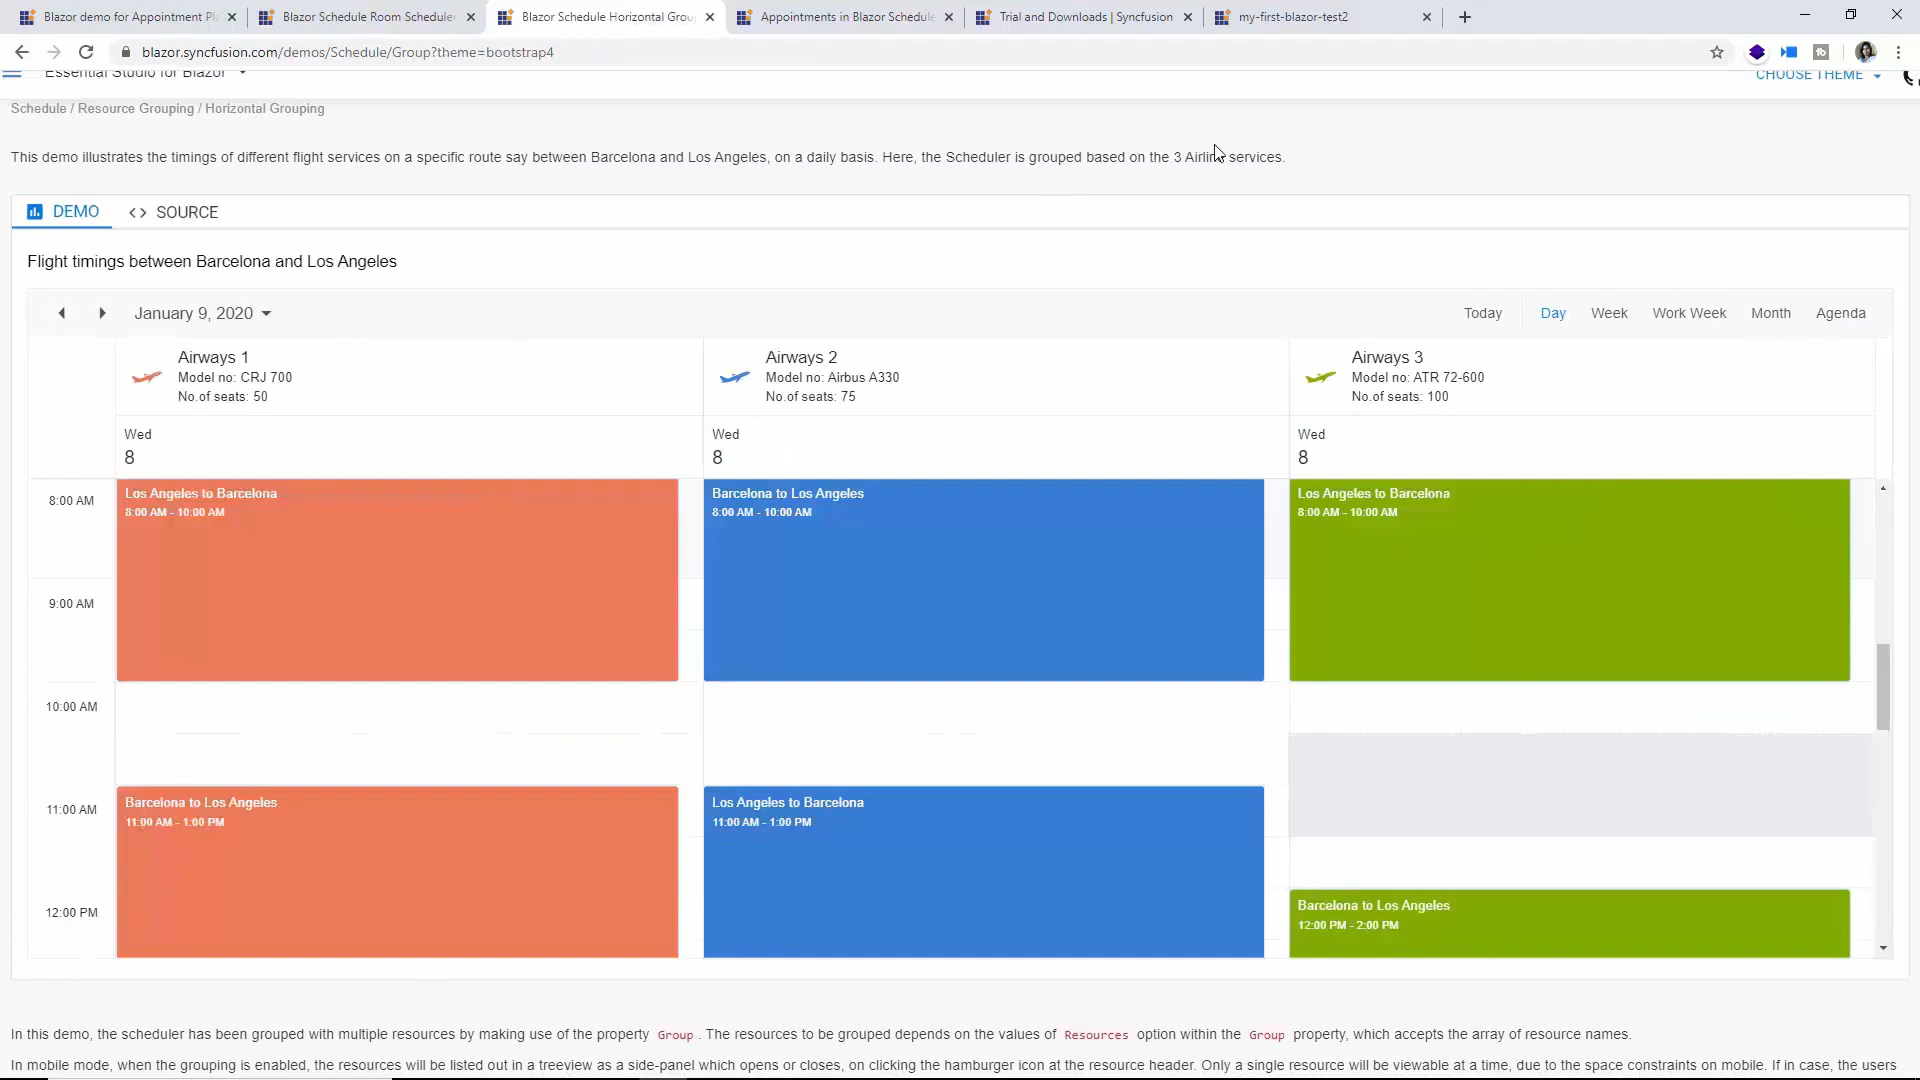 Blazor demo for Appointment Pl
Blazor Schedule Room Schedule
Blazor Schedule Horizontal Grou
Appointments in Blazor Schedule
Trial and Downloads | Syncfusion
my-first-blazor-test2
blazor.syncfusion.com/demos/Schedule/Group?theme=bootstrap4
Essential Studio for Blazor
CHOOSE THEME
Schedule / Resource Grouping / Horizontal Grouping
This demo illustrates the timings of different flight services on a specific route say between Barcelona and Los Angeles, on a daily basis. Here, the Scheduler is grouped based on the 3 Airline services.
DEMO
<> SOURCE
Flight timings between Barcelona and Los Angeles
January 9, 2020
Today
Day
Week
Work Week
Month
Agenda
Airways 1
Model no: CRJ 700
No.of seats: 50
Airways 2
Model no: Airbus A330
No.of seats: 75
Airways 3
Model no: ATR 72-600
No.of seats: 100
Wed
8
Wed
8
Wed
8
8:00 AM
Los Angeles to Barcelona
8:00 AM - 10:00 AM
Barcelona to Los Angeles
8:00 AM - 10:00 AM
Los Angeles to Barcelona
8:00 AM - 10:00 AM
9:00 AM
10:00 AM
11:00 AM
Barcelona to Los Angeles
11:00 AM - 1:00 PM
Los Angeles to Barcelona
11:00 AM - 1:00 PM
12:00 PM
Barcelona to Los Angeles
12:00 PM - 2:00 PM
In this demo, the scheduler has been grouped with multiple resources by making use of the property Group . The resources to be grouped depends on the values of Resources option within the Group property, which accepts the array of resource names.
In mobile mode, when the grouping is enabled, the resources will be listed out in a treeview as a side-panel which opens or closes, on clicking the hamburger icon at the resource header. Only a single resource will be viewable at a time, due to the space constraints on mobile. If in case, the users